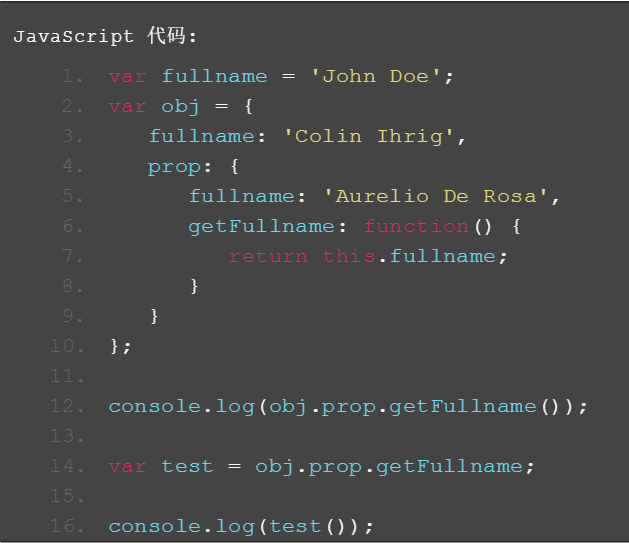 JavaScript 代码:
1. var fullname = 'John Doe';
2. var obj = {
3.    fullname: 'Colin Ihrig',
4.    prop: {
5.       fullname: 'Aurelio De Rosa',
6.       getFullname: function() {
7.          return this.fullname;
8.       }
9.    }
10. };
11.
12. console.log(obj.prop.getFullname());
13.
14. var test = obj.prop.getFullname;
15.
16. console.log(test());